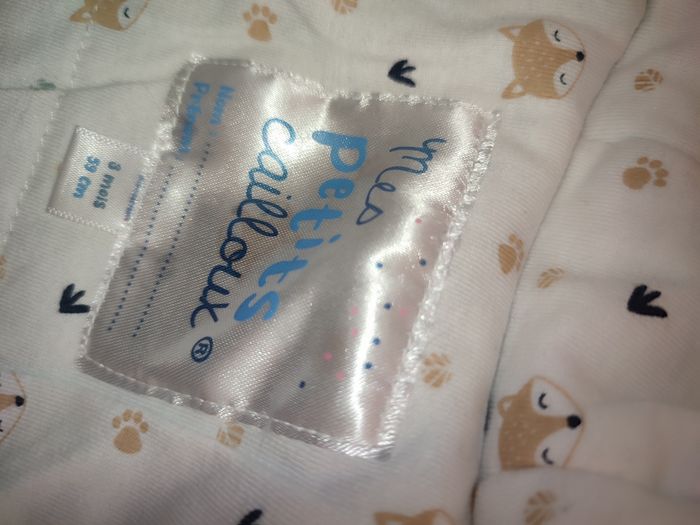 mes
petits
cailloux®
Nom :
Prénom :
3 mois
59 cm